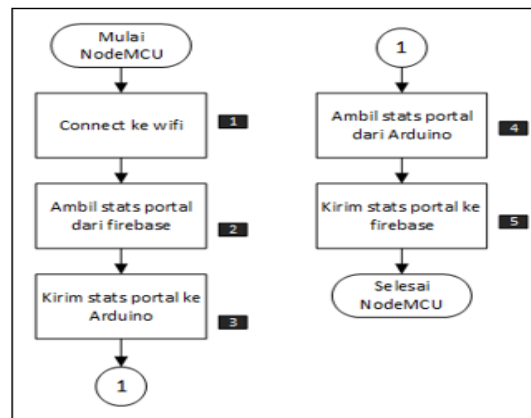 Mulai
NodeMCU
Connect ke wifi
1
Ambil stats portal
dari firebase
2
Kirim stats portal ke
Arduino
3
1
1
Ambil stats portal
dari Arduino
4
Kirim stats portal ke
firebase
5
Selesai
NodeMCU